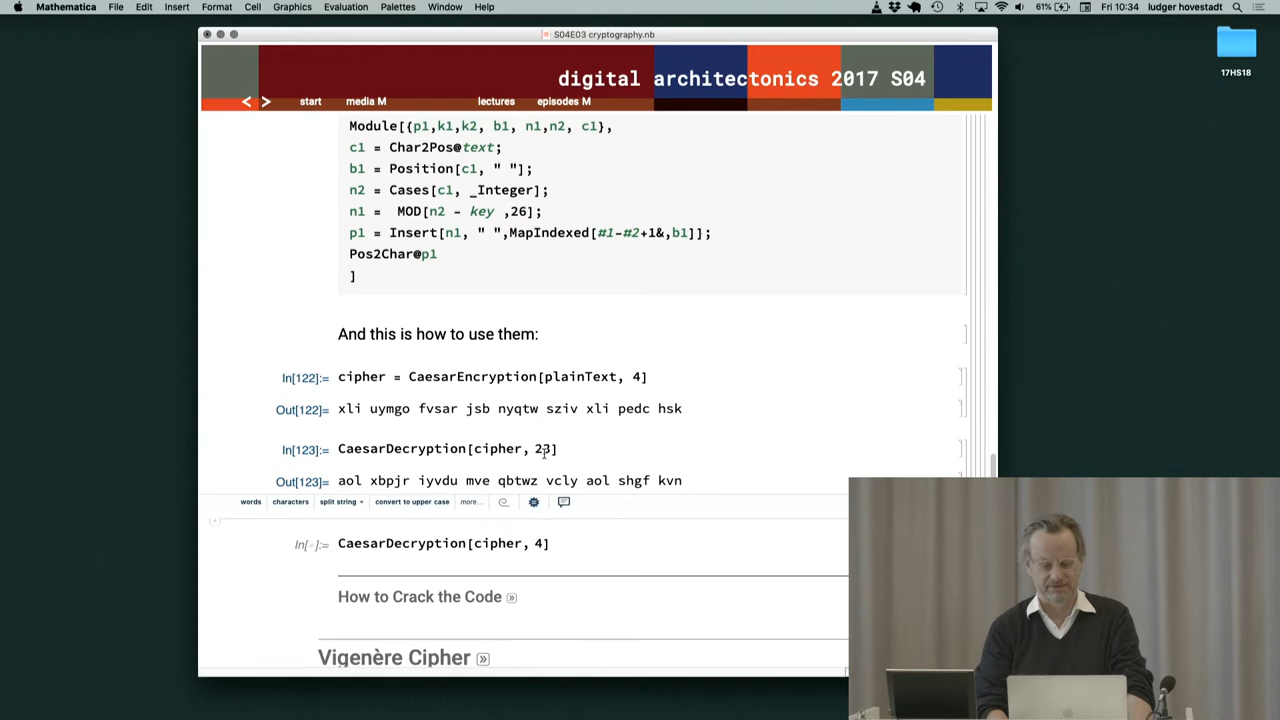 Mathematica File Edit Insert Format Cell Graphics Evaluation Palettes Window Help 61% Fri 10:34 ludger hovestadt
S04E03 cryptography.nb
17HS18
digital architectonics 2017 S04
< > start media M lectures episodes M
Module[{p1,k1,k2, b1, n1,n2, c1},
c1 = Char2Pos@text;
b1 = Position[c1, " "];
n2 = Cases[c1, _Integer];
n1 = MOD[n2 - key ,26];
p1 = Insert[n1, " ",MapIndexed[#1-#2+1&,b1]];
Pos2Char@p1
]
And this is how to use them:
In[122]:= cipher = CaesarEncryption[plainText, 4]
Out[122]= xli uymgo fvsar jsb nyqtw sziv xli pedc hsk
In[123]:= CaesarDecryption[cipher, 23]
Out[123]= aol xbpjr iyvdu mve qbtwz vcly aol shgf kvn
words characters split string convert to upper case more...
In[·]:= CaesarDecryption[cipher, 4]
How to Crack the Code
Vigenère Cipher